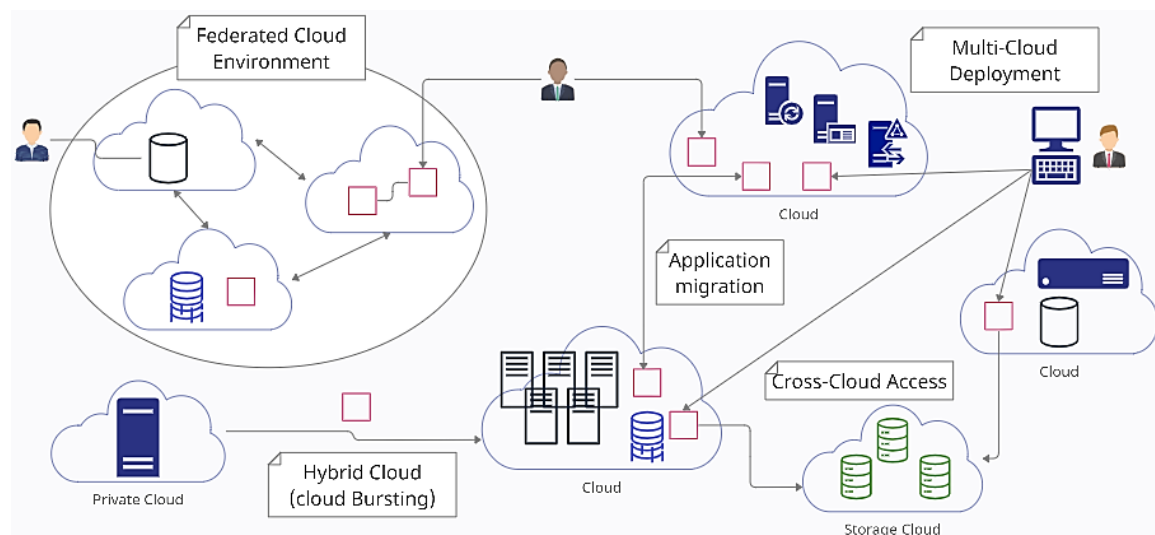 Federated Cloud
Environment
Multi-Cloud
Deployment
Cloud
Application
migration
Cloud
Cross-Cloud Access
Hybrid Cloud
(cloud Bursting)
Private Cloud
Cloud
Storage Cloud